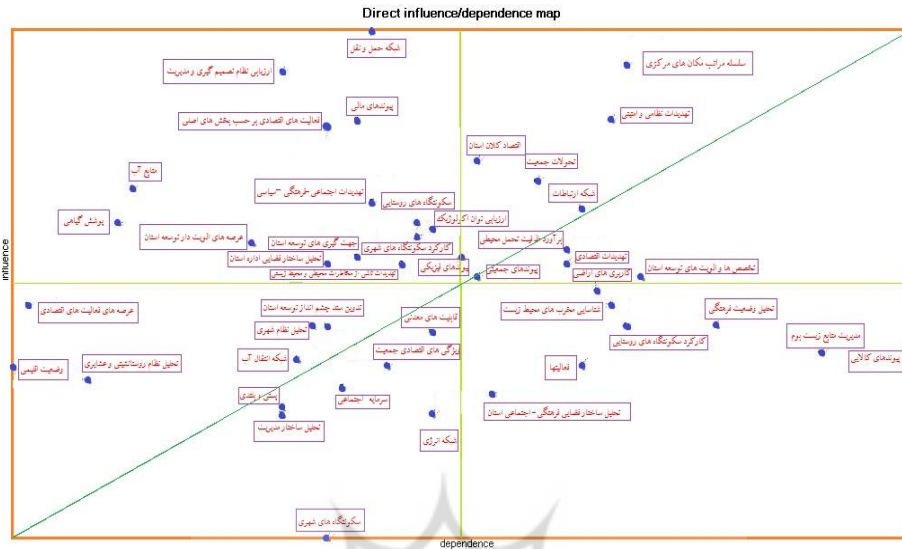 Direct influence/dependence map
شبکه حمل و نقل
سلسله مراتب مکان های مرکزی
ارزیابی نظام تصمیم گیری و مدیریت
پیوندهای مالی
تهدیدات نظامی و امنیتی
فعالیت های اقتصادی بر حسب بخش های اصلی
اقتصاد کلان استان
تحولات جمعیت
منابع آب
تهدیدات اجتماعی-فرهنگی-سیاسی
سکونتگاه های روستایی
شبکه ارتباطات
پوشش گیاهی
ارزیابی توان اکولوژیک
عرصه های الویت دار توسعه استان
جهت گیری های توسعه استان
کارکرد سکونتگاه های شهری
برآورد ظرفیت تحمل محیطی
تحلیل ساختار فضایی اداره استان
پیوندهای فیزیکی
پیوندهای جمعیتی
تهدیدات اقتصادی
تهدیدات ناشی از مخاطرات محیطی و محیط زیستی
کاربری های اراضی
تخصص ها و الویت های توسعه استان
influence
عرصه های فعالیت های اقتصادی
تدوین سند چشم انداز توسعه استان
قابلیت های معدنی
شناسایی مخرب های محیط زیست
تحلیل وضعیت فرهنگی
تحلیل نظام شهری
کارکرد سکونتگاه های روستایی
مدیریت منابع زیست بوم
ویژگی های اقتصادی جمعیت
شبکه انتقال آب
پیوندهای کالایی
تحلیل نظام روستانشینی و عشایری
وضعیت اقلیمی
فعالیتها
پستی و بلندی
سرمایه اجتماعی
تحلیل ساختار فضایی فرهنگی - اجتماعی استان
تحلیل ساختار مدیریت
شبکه انرژی
سکونتگاه های شهری
dependence